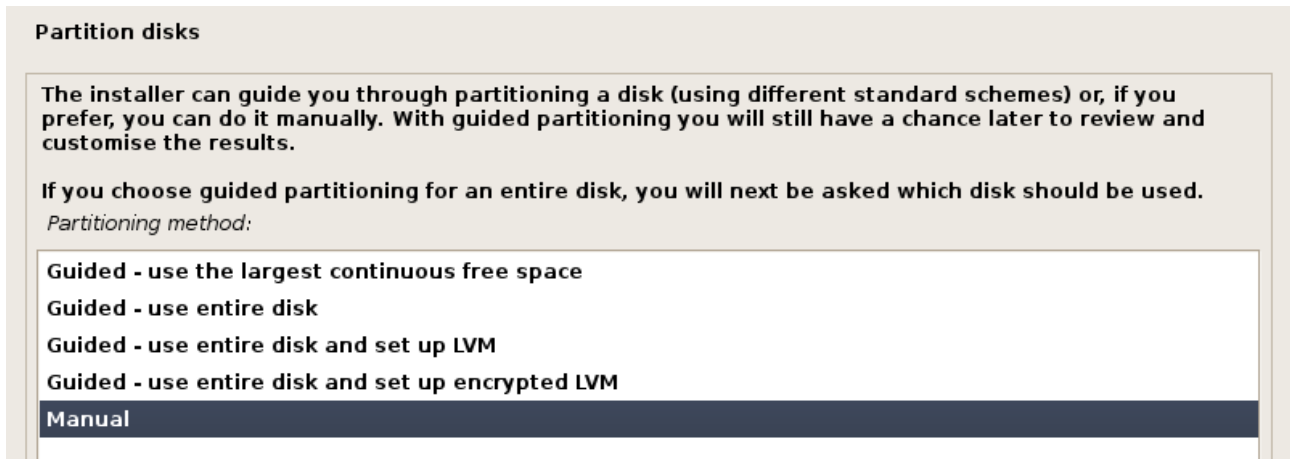 Partition disks
The installer can guide you through partitioning a disk (using different standard schemes) or, if you
prefer, you can do it manually. With guided partitioning you will still have a chance later to review and
customise the results.
If you choose guided partitioning for an entire disk, you will next be asked which disk should be used.
Partitioning method:
Guided - use the largest continuous free space
Guided - use entire disk
Guided - use entire disk and set up LVM
Guided - use entire disk and set up encrypted LVM
Manual